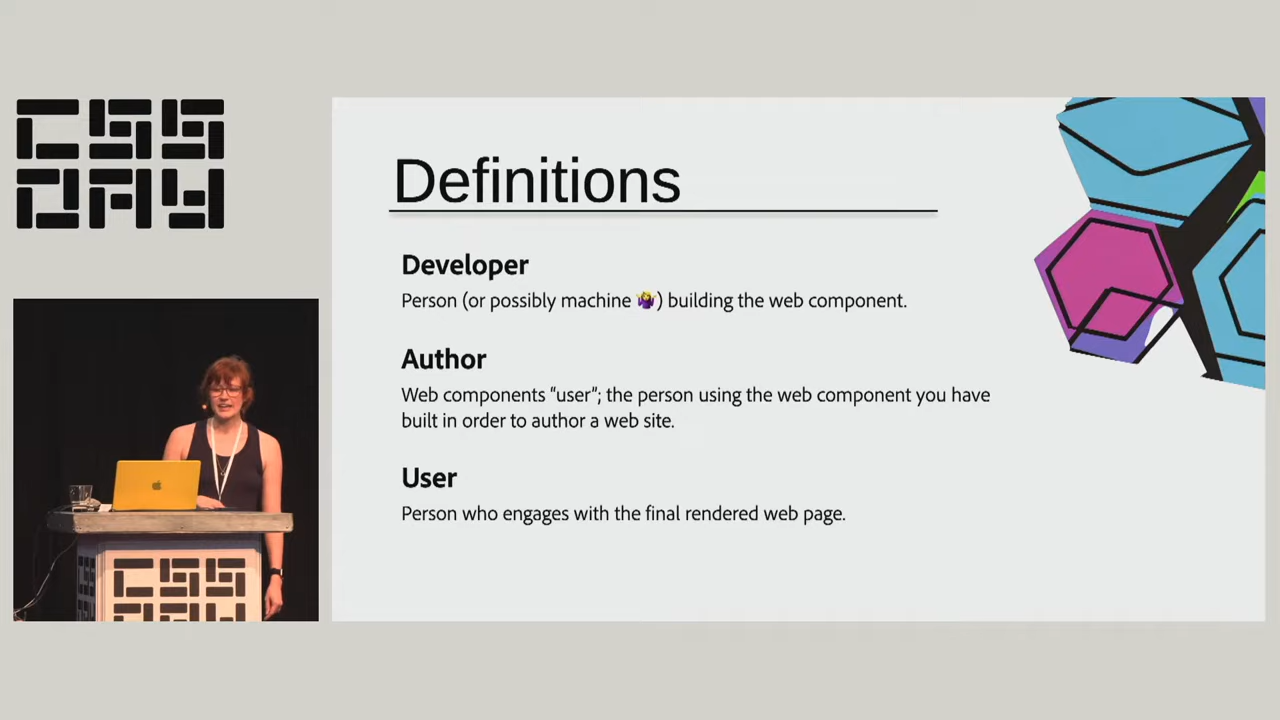 CSS
DAY
Definitions
Developer
Person (or possibly machine 🤷‍♀️) building the web component.
Author
Web components “user”; the person using the web component you have
built in order to author a web site.
User
Person who engages with the final rendered web page.
CSS